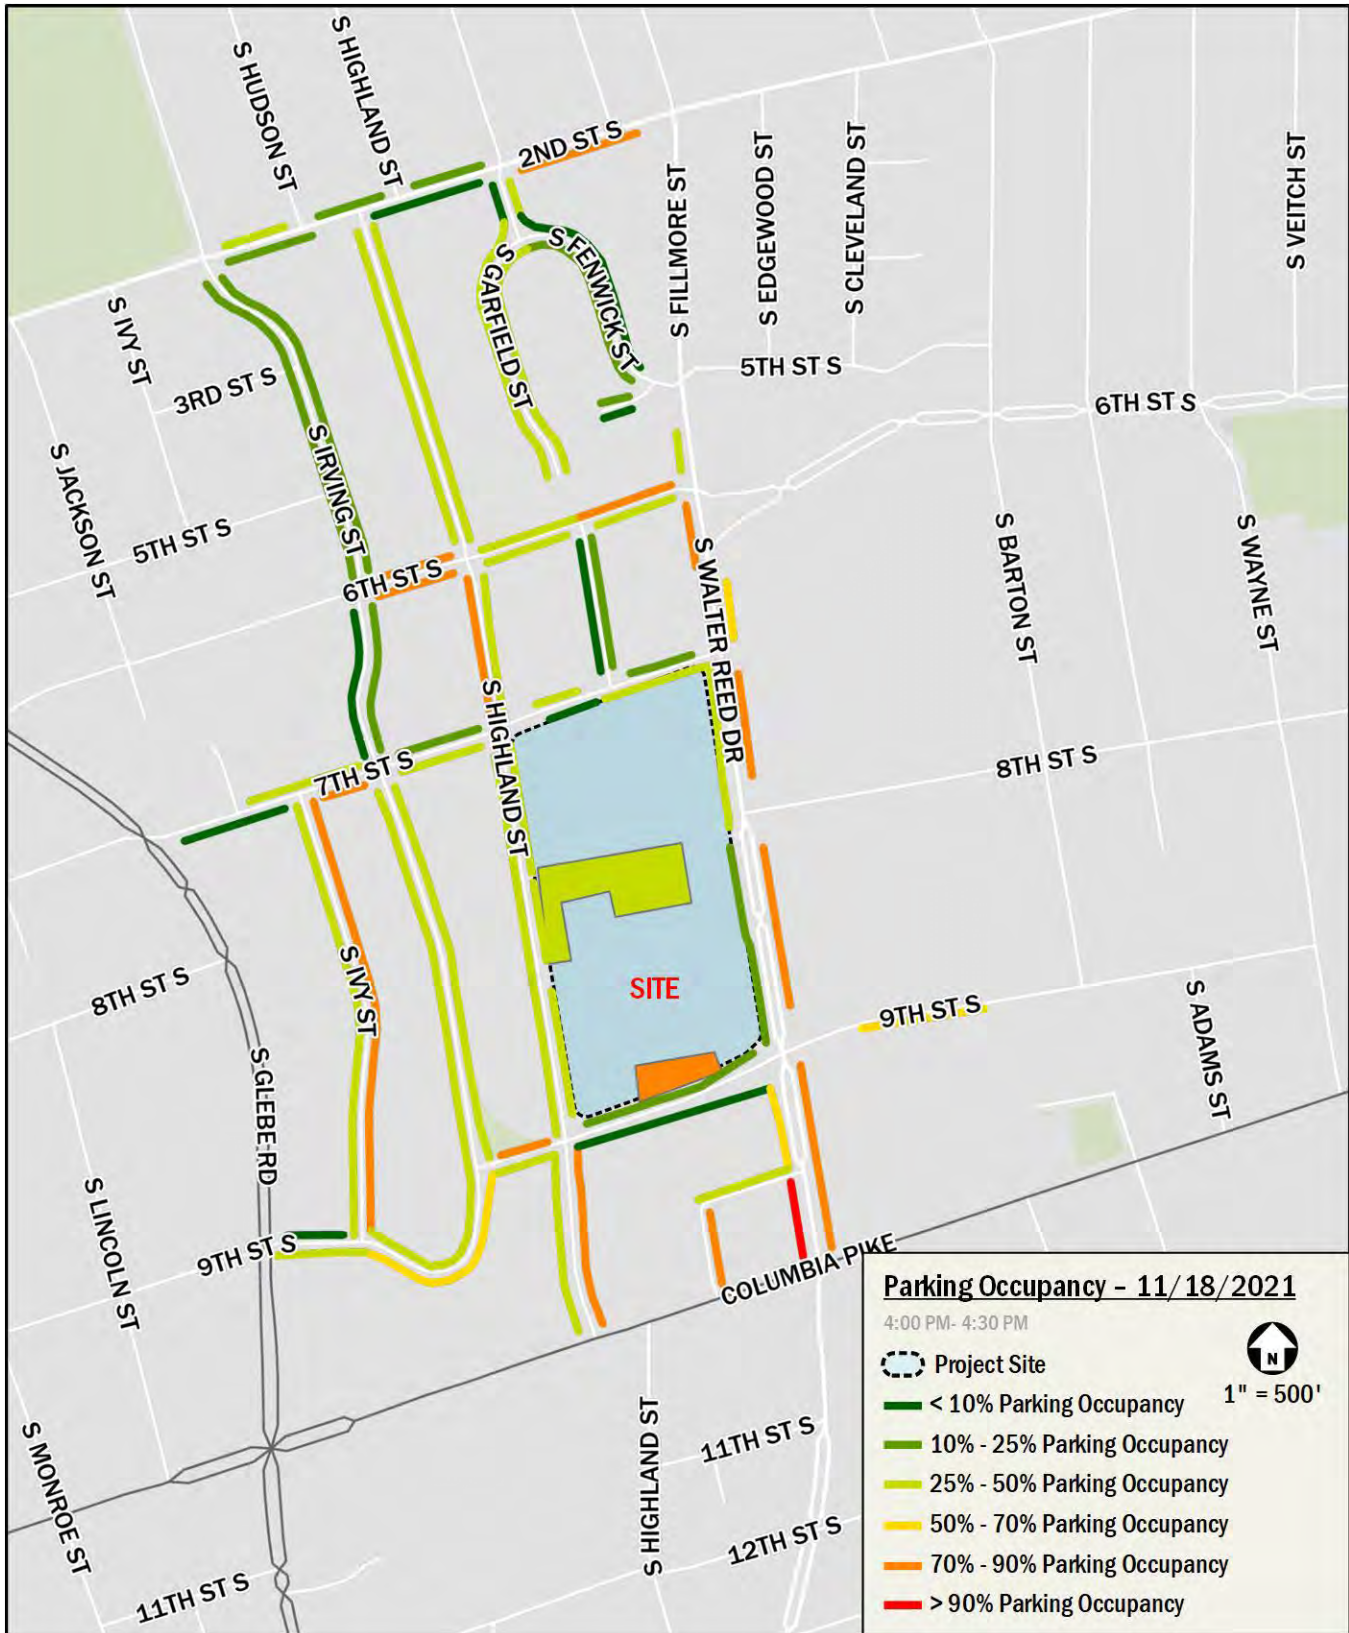 S HUDSON ST
S HIGHLAND ST
2ND ST S
S FILLMORE ST
S EDGEWOOD ST
S CLEVELAND ST
S VEITCH ST
S GARFIELD ST
S FENWICK ST
S IVY ST
3RD ST S
5TH ST S
6TH ST S
S JACKSON ST
S IRVING ST
5TH ST S
6TH ST S
S WALTER REED DR
S BARTON ST
S WAYNE ST
S HIGHLAND ST
7TH ST S
8TH ST S
8TH ST S
S IVY ST
SITE
9TH ST S
S ADAMS ST
S GLEBE RD
S LINCOLN ST
9TH ST S
COLUMBIA PIKE
S MONROE ST
S HIGHLAND ST
11TH ST S
12TH ST S
11TH ST S
Parking Occupancy – 11/18/2021
4:00 PM- 4:30 PM
N
1" = 500'
Project Site
< 10% Parking Occupancy
10% - 25% Parking Occupancy
25% - 50% Parking Occupancy
50% - 70% Parking Occupancy
70% - 90% Parking Occupancy
> 90% Parking Occupancy